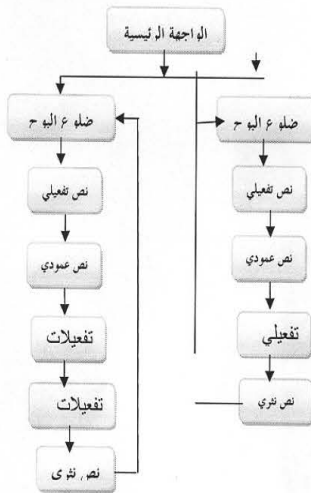 الواجهة الرئيسية
ضلوع البوح
نص تفعيلي
نص عمودي
تفعيلي
نص نثري
ضلوع البوح
نص تفعيلي
نص عمودي
تفعيلات
تفعيلات
نص نثرى